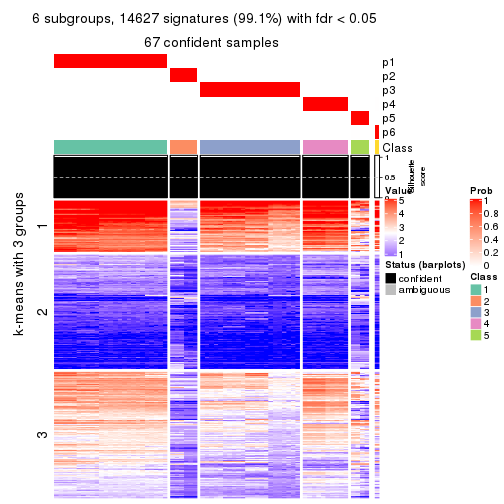 6 subgroups, 14627 signatures (99.1%) with fdr < 0.05
67 confident samples
p1
p2
p3
p4
p5
p6
Class
1
0.5
0
Silhouette
score
k-means with 3 groups
1
2
3
Value
5
4
3
2
1
Status (barplots)
confident
ambiguous
Prob
1
0.8
0.6
0.4
0.2
0
Class
1
2
3
4
5